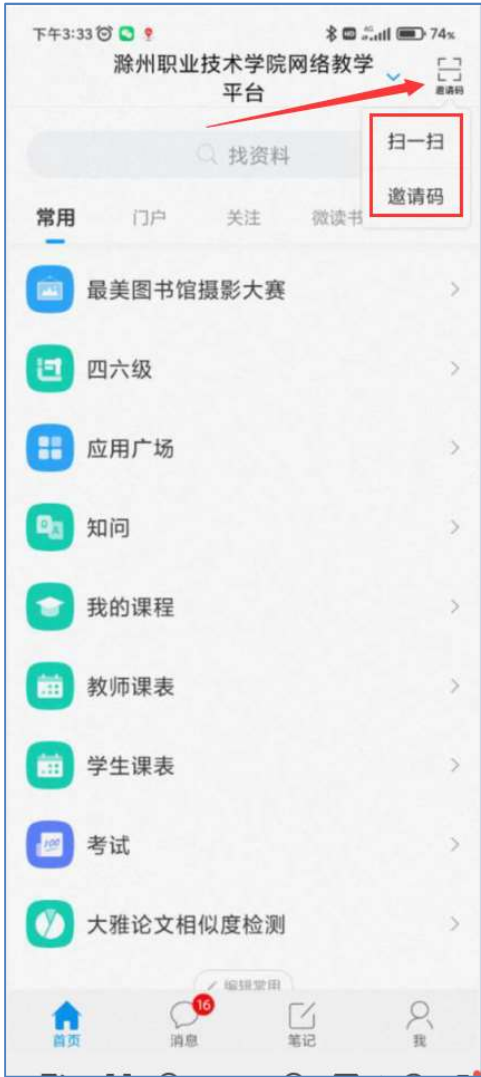 下午3:33
74%
滁州职业技术学院网络教学
平台
邀请码
找资料
扫一扫
邀请码
常用
门户
关注
微读书
最美图书馆摄影大赛
四六级
应用广场
知问
我的课程
教师课表
学生课表
100
考试
大雅论文相似度检测
编辑常用
16
首页
消息
笔记
我